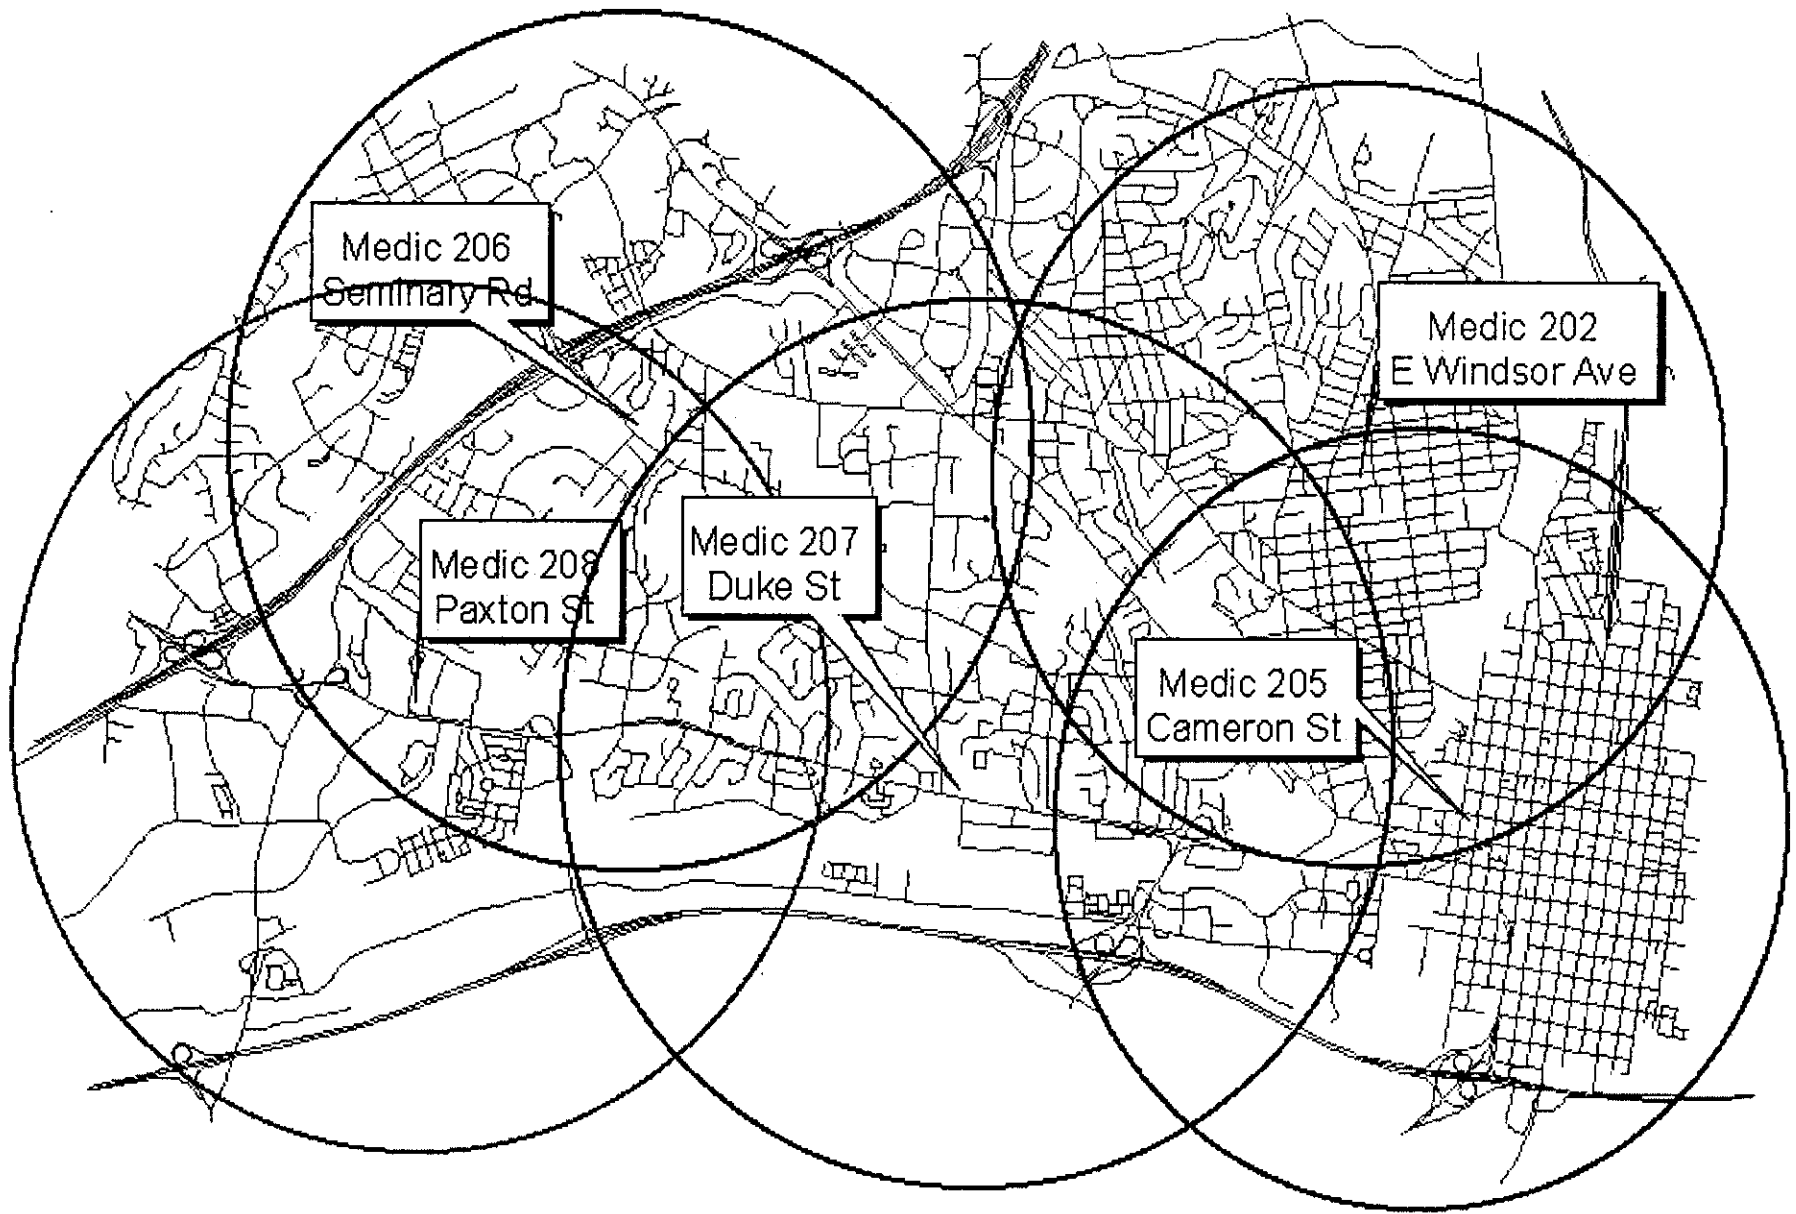 Medic 206
Seminary Rd
Medic 202
E Windsor Ave
Medic 208
Paxton St
Medic 207
Duke St
Medic 205
Cameron St